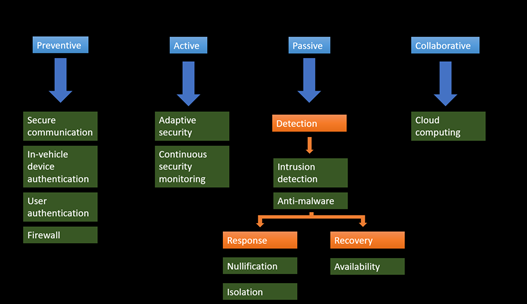 Preventive
Active
Passive
Collaborative
Secure
communication
In-vehicle
device
authentication
User
authentication
Firewall
Adaptive
security
Continuous
security
monitoring
Detection
Intrusion
detection
Anti-malware
Response
Nullification
Isolation
Recovery
Availability
Cloud
computing